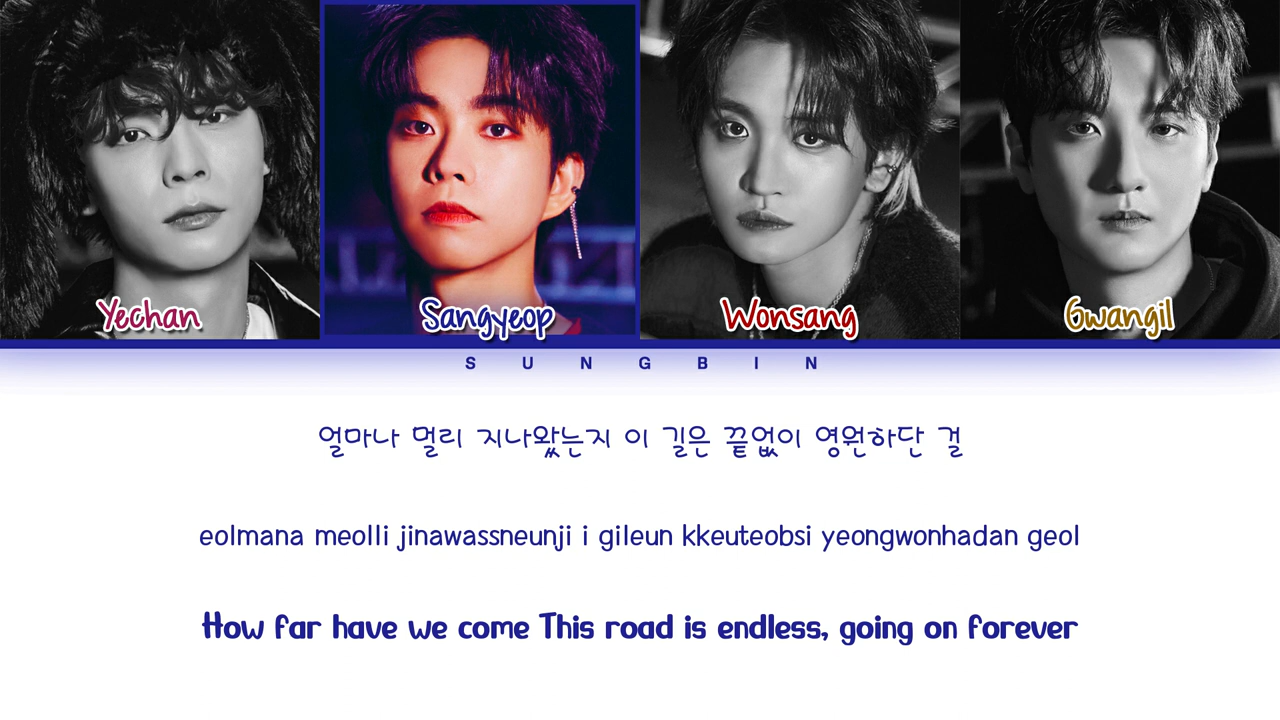 Yechan
Sangyeop
Wonsang
Gwangil
SUNGBIN
얼마나 멀리 지나왔는지 이 길은 끝없이 영원하단 걸
eolmana meolli jinawassneunji i gileun kkeuteobsi yeongwonhadan geol
How far have we come This road is endless, going on forever